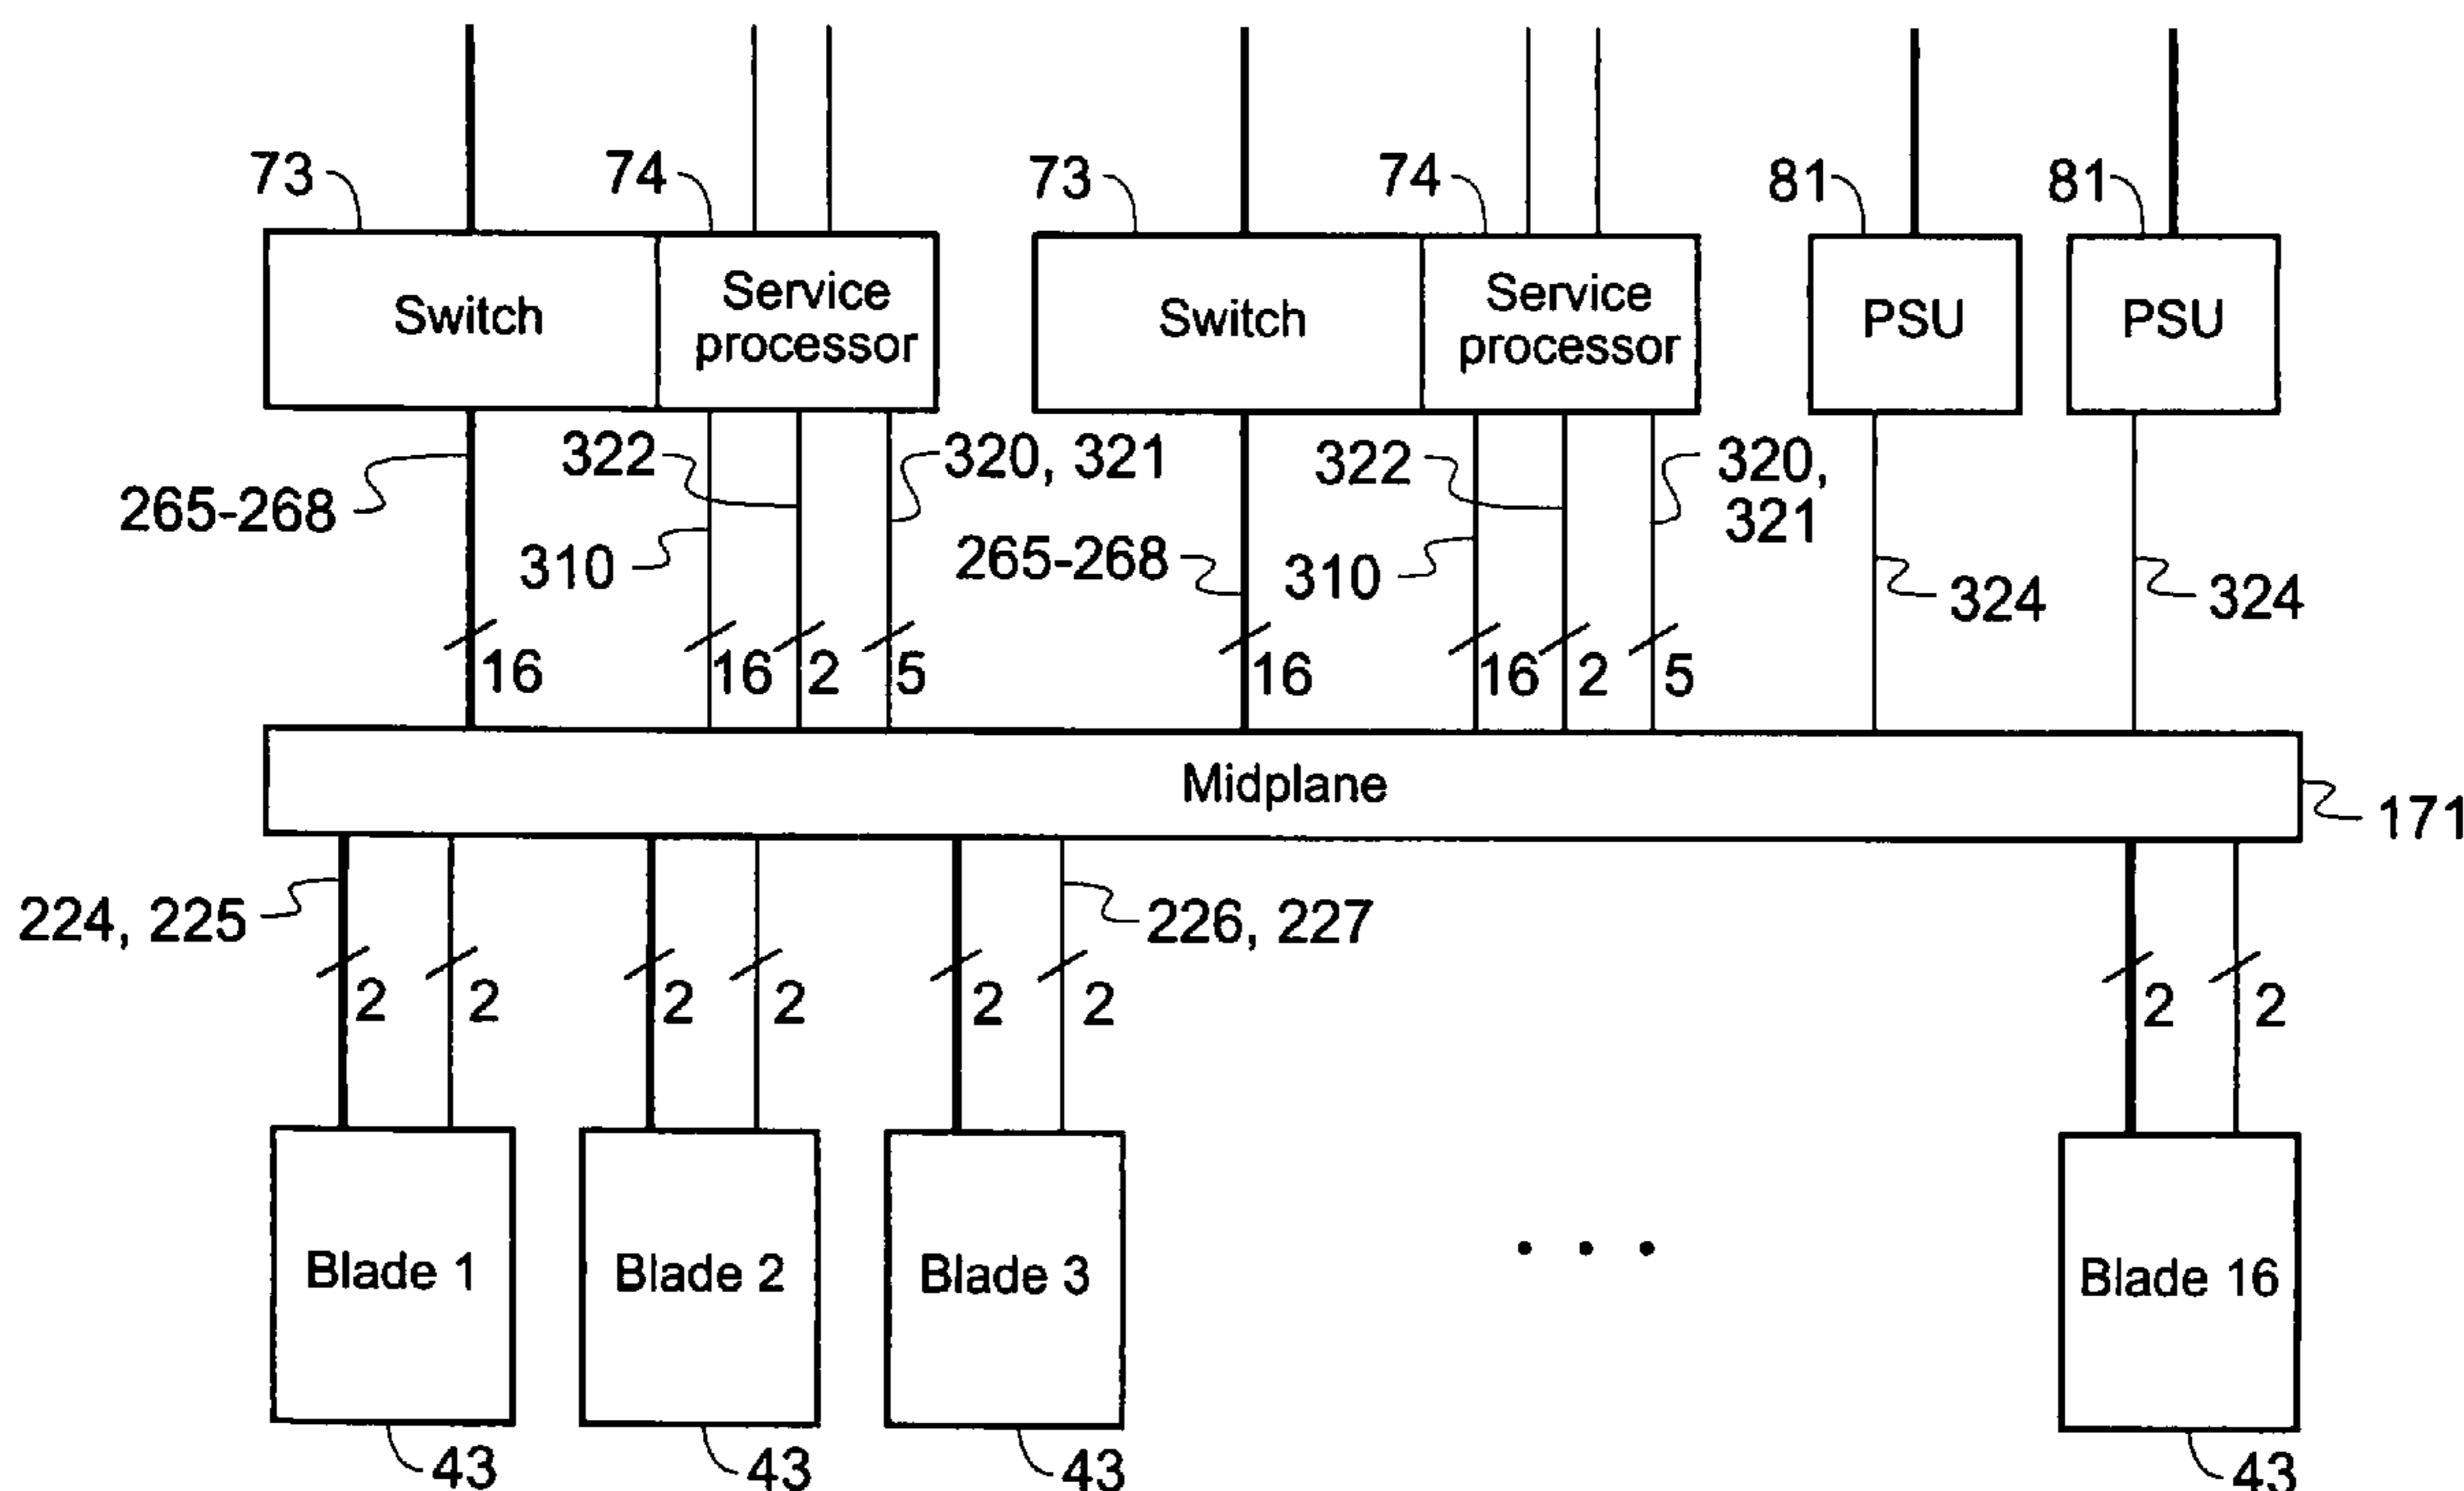 73
74
73
74
81
81
Switch
Service
processor
Switch
Service
processor
PSU
PSU
322
320, 321
322
320,
321
265-268
310
265-268
310
324
324
16
16
2
5
16
16
2
5
Midplane
171
224, 225
226, 227
2
2
2
2
2
2
2
2
Blade 1
Blade 2
Blade 3
• • •
Blade 16
43
43
43
43